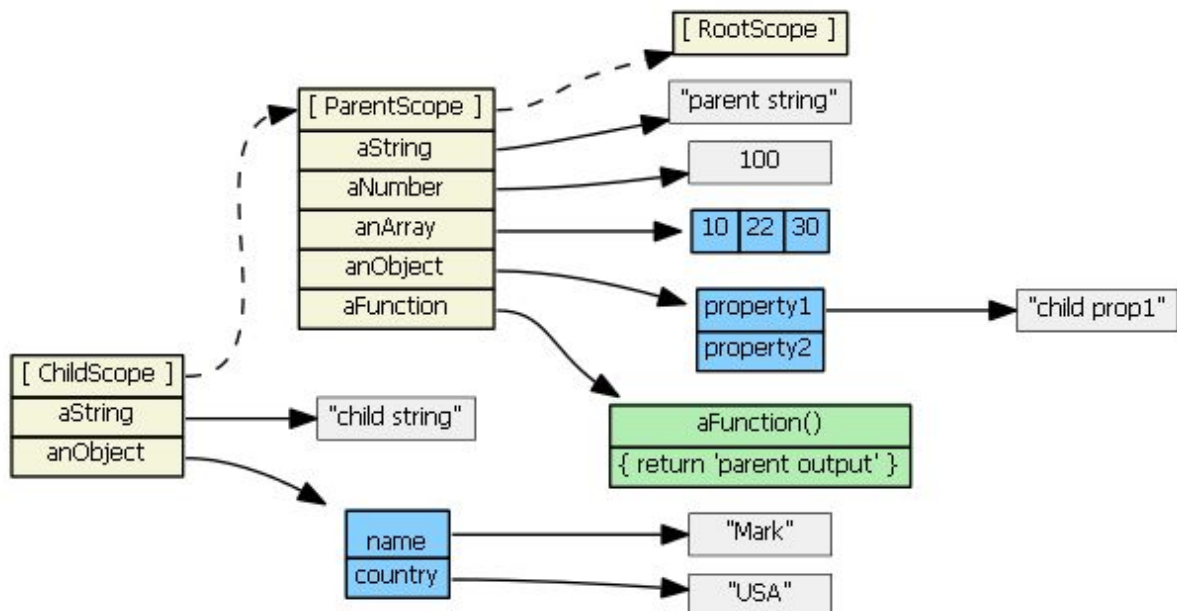 [ RootScope ]
[ ParentScope ]
"parent string"
aString
100
aNumber
anArray
10 22 30
anObject
property1
"child prop1"
aFunction
property2
[ ChildScope ]
aString
"child string"
anObject
aFunction()
{ return 'parent output' }
name
"Mark"
country
"USA"